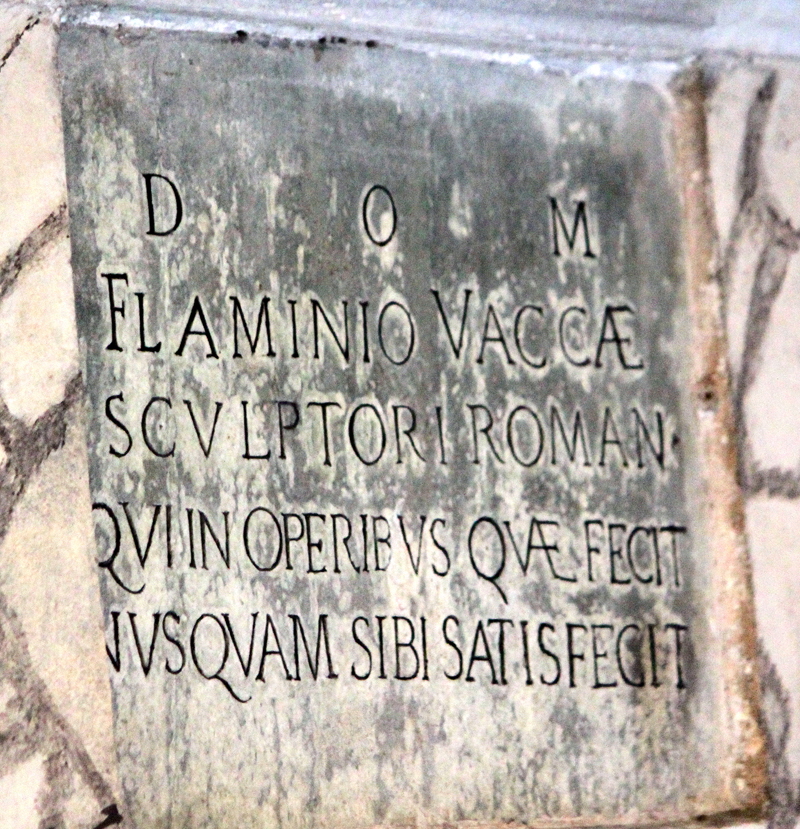 D O M
FLAMINIO VACCÆ
SCVLPTORI ROMAN·
QVI IN OPERIBVS QVÆ FECIT
NVSQVAM SIBI SATISFECIT